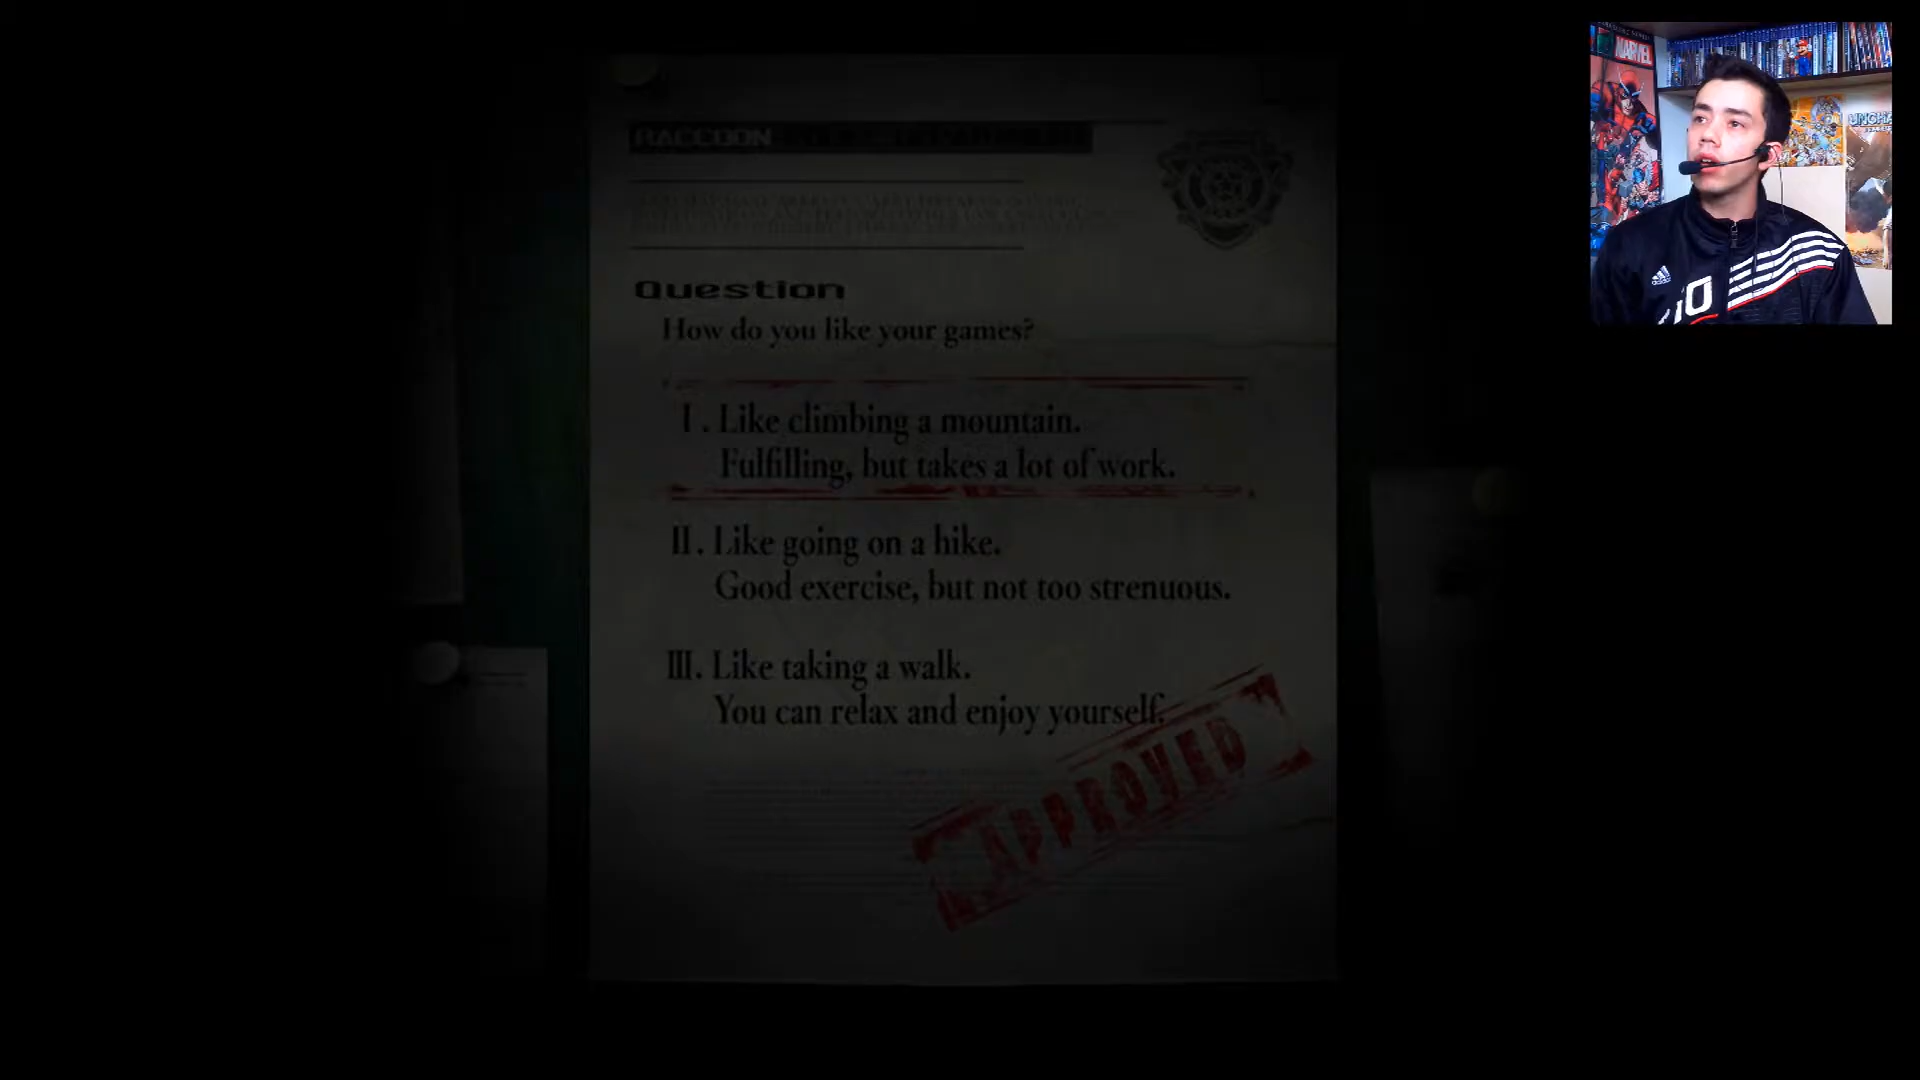 RACCOON
Question
How do you like your games?
I. Like climbing a mountain.
Fulfilling, but takes a lot of work.
II. Like going on a hike.
Good exercise, but not too strenuous.
III. Like taking a walk.
You can relax and enjoy yourself.
APPROVED
MARVEL
adidas